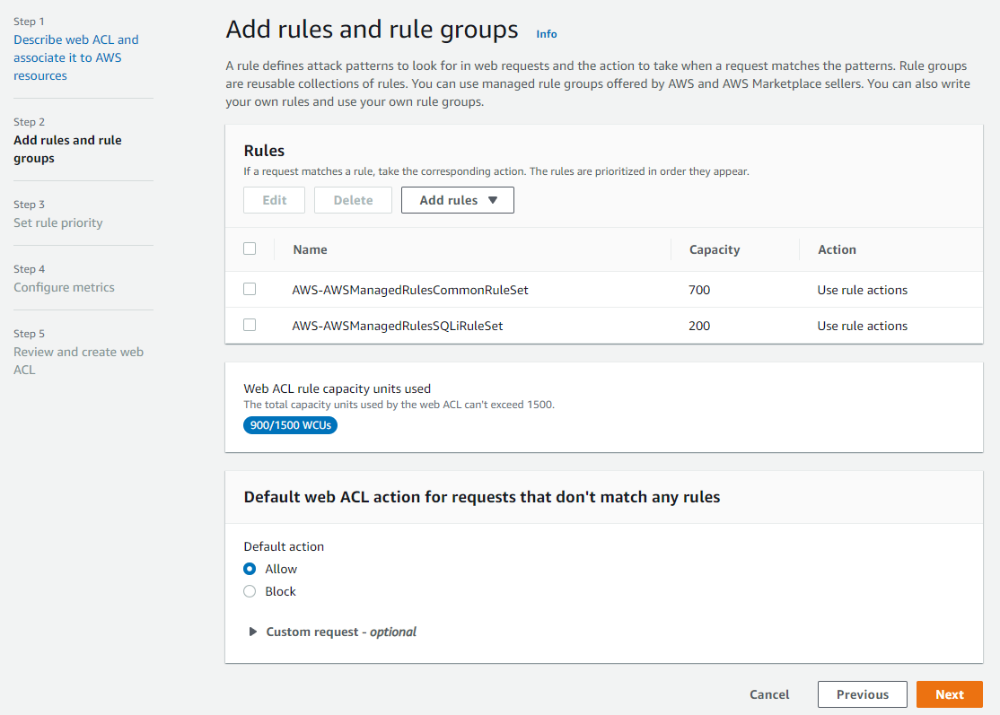 Step 1
Describe web ACL and
associate it to AWS
resources
Step 2
Add rules and rule
groups
Step 3
Set rule priority
Step 4
Configure metrics
Step 5
Review and create web
ACL
Add rules and rule groups Info
A rule defines attack patterns to look for in web requests and the action to take when a request matches the patterns. Rule groups
are reusable collections of rules. You can use managed rule groups offered by AWS and AWS Marketplace sellers. You can also write
your own rules and use your own rule groups.
Rules
If a request matches a rule, take the corresponding action. The rules are prioritized in order they appear.
Edit Delete Add rules
Name Capacity Action
AWS-AWSManagedRulesCommonRuleSet 700 Use rule actions
AWS-AWSManagedRulesSQLiRuleSet 200 Use rule actions
Web ACL rule capacity units used
The total capacity units used by the web ACL can't exceed 1500.
900/1500 WCUs
Default web ACL action for requests that don't match any rules
Default action
Allow
Block
Custom request - optional
Cancel Previous Next